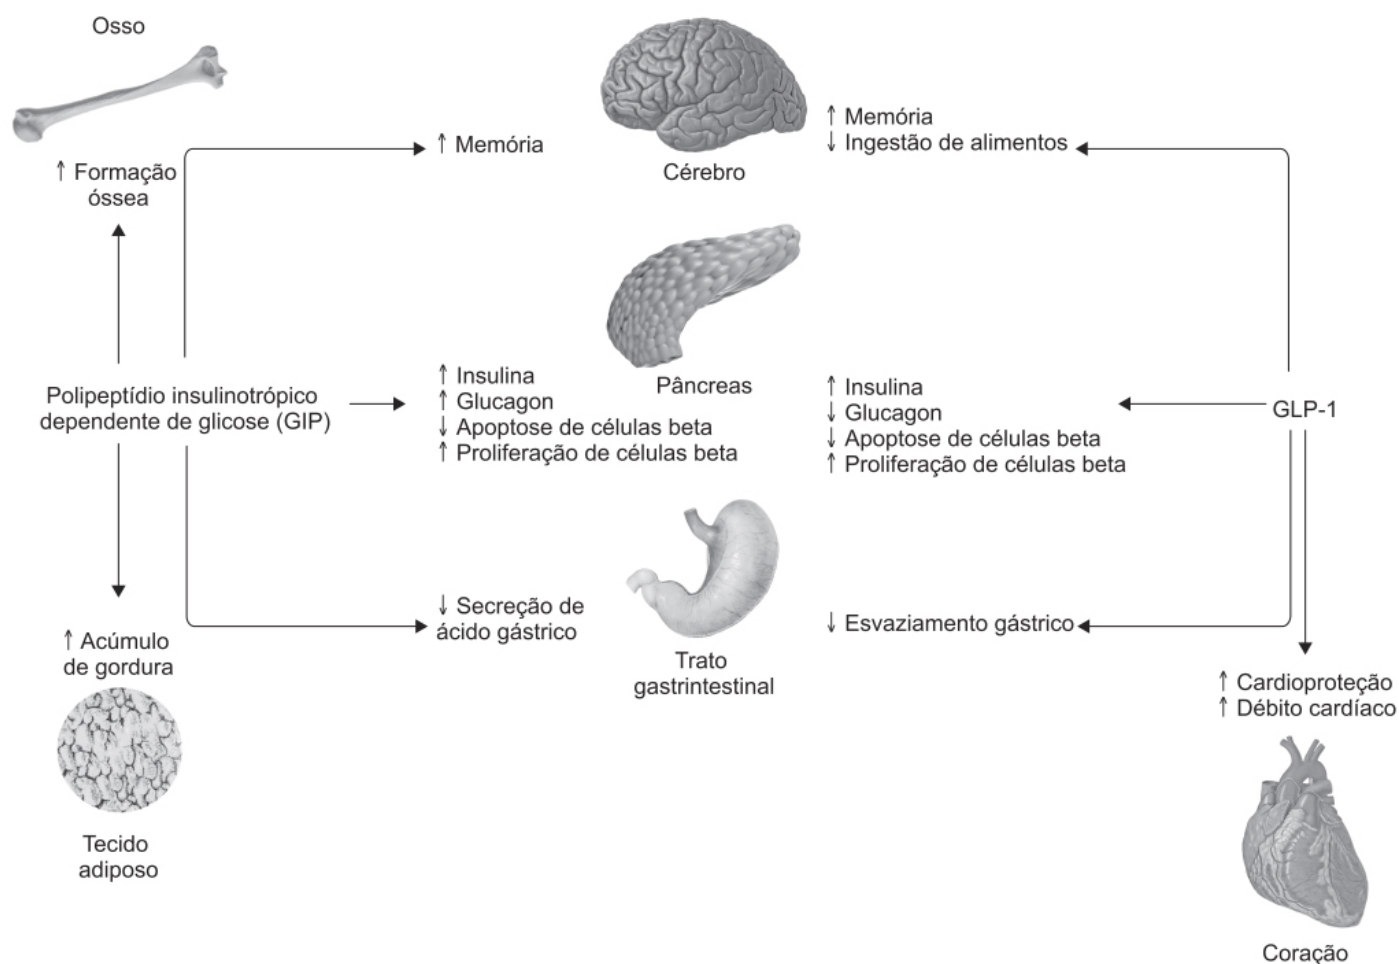 Osso
↑ Formação
óssea
↑ Memória
Cérebro
↑ Memória
↓ Ingestão de alimentos
Polipeptídio insulinotrópico
dependente de glicose (GIP)
↑ Insulina
↑ Glucagon
↓ Apoptose de células beta
↑ Proliferação de células beta
Pâncreas
↑ Insulina
↓ Glucagon
↓ Apoptose de células beta
↑ Proliferação de células beta
GLP-1
↑ Acúmulo
de gordura
Tecido
adiposo
↓ Secreção de
ácido gástrico
Trato
gastrintestinal
↓ Esvaziamento gástrico
↑ Cardioproteção
↑ Débito cardíaco
Coração